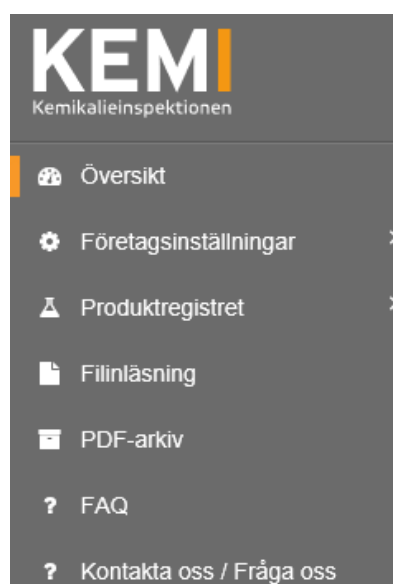 KEMI
Kemikalieinspektionen
Översikt
Företagsinställningar
Produktregistret
Filinläsning
PDF-arkiv
FAQ
Kontakta oss / Fråga oss